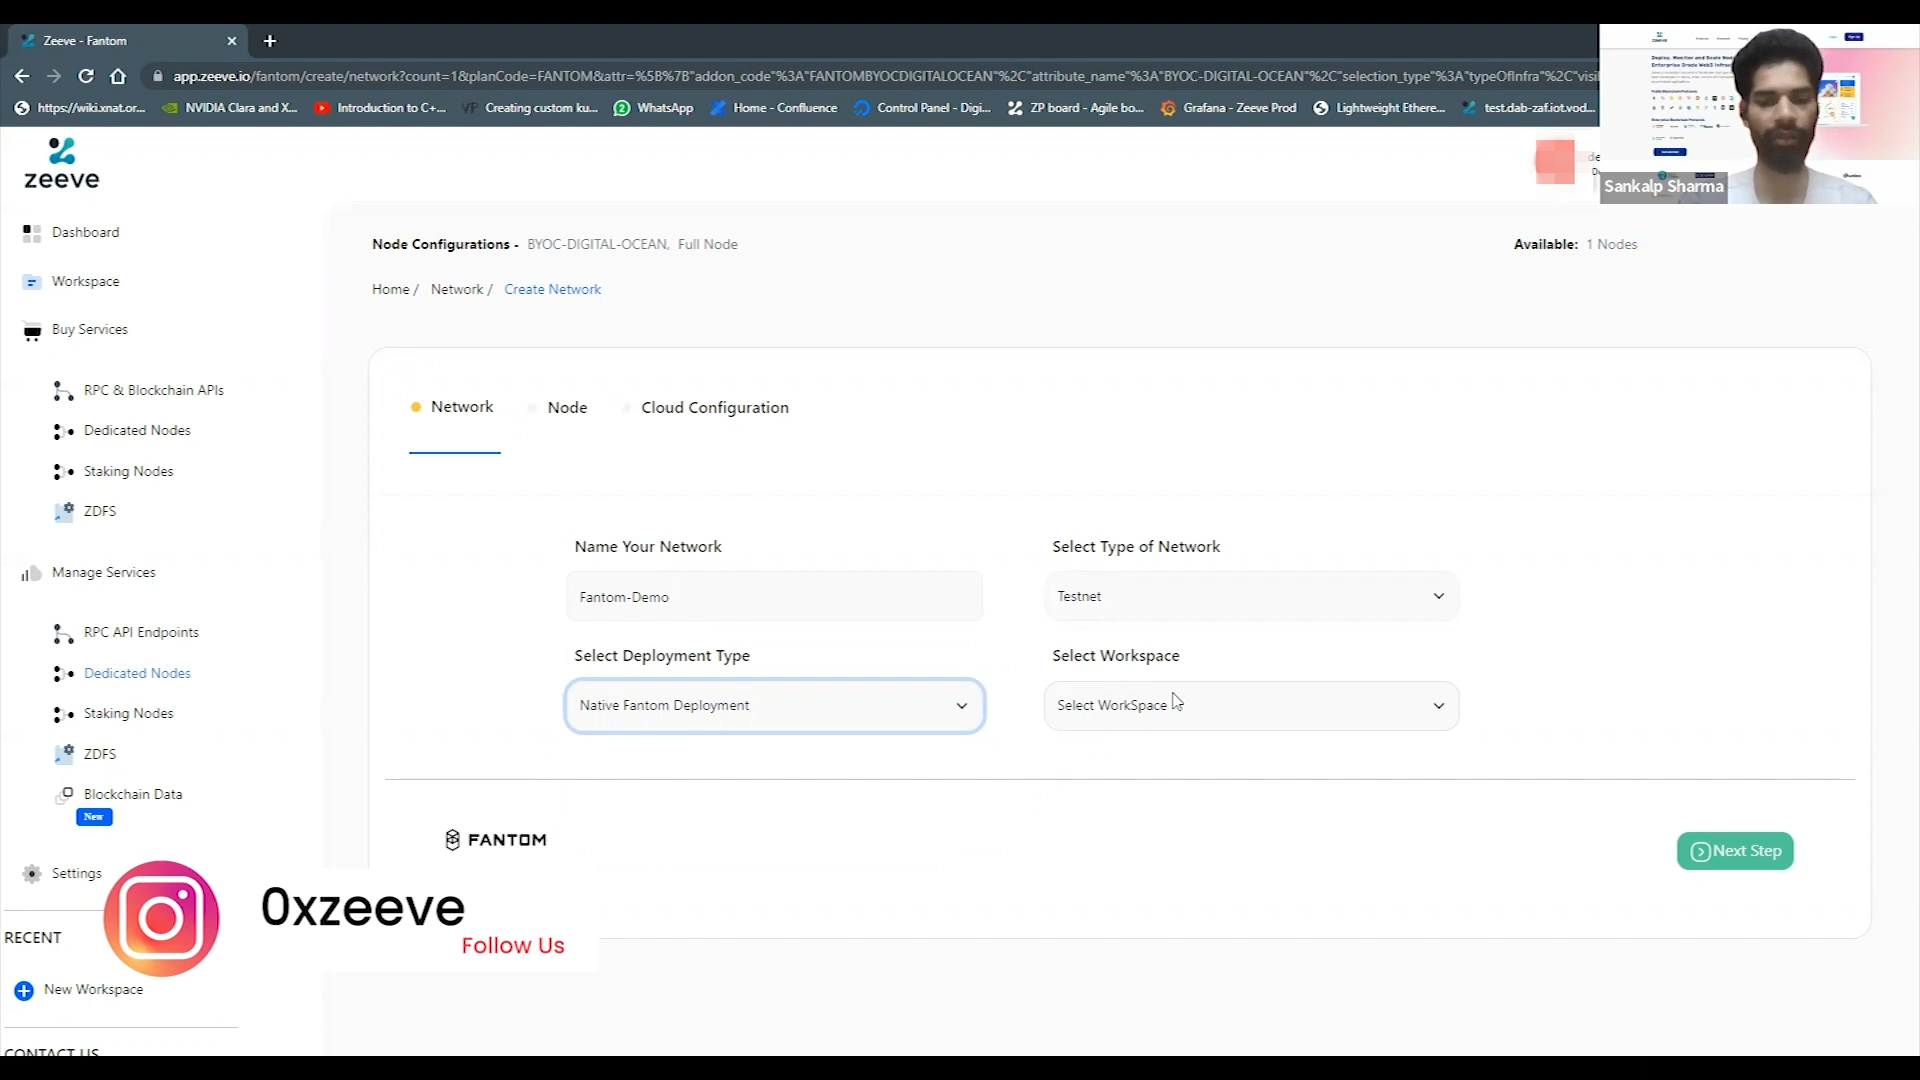 Zeeve - Fantom
app.zeeve.io/fantom/create/network?count=1&planCode=FANTOM&attr=%5B%7B"addon_code"%3A"FANTOMBYOCDIGITALOCEAN"%2C"attribute_name"%3A"BYOC-DIGITAL-OCEAN"%2C"selection_type"%3A"typeOfInfra"%2C"visil
https://wiki.xnat.or...
NVIDIA Clara and X...
Introduction to C+...
VP Creating custom ku...
WhatsApp
Home - Confluence
Control Panel - Digi...
ZP board - Agile bo...
Grafana - Zeeve Prod
Lightweight Ethere...
test.dab-zaf.iot.vod...
Sankalp Sharma
zeeve
Dashboard
Workspace
Buy Services
RPC & Blockchain APIs
Dedicated Nodes
Staking Nodes
ZDFS
Manage Services
RPC API Endpoints
Dedicated Nodes
Staking Nodes
ZDFS
Blockchain Data
New
Settings
RECENT
New Workspace
CONTACT US
Node Configurations - BYOC-DIGITAL-OCEAN, Full Node
Available: 1 Nodes
Home / Network / Create Network
Network
Node
Cloud Configuration
Name Your Network
Fantom-Demo
Select Type of Network
Testnet
Select Deployment Type
Native Fantom Deployment
Select Workspace
Select WorkSpace
FANTOM
Next Step
0xzeeve
Follow Us